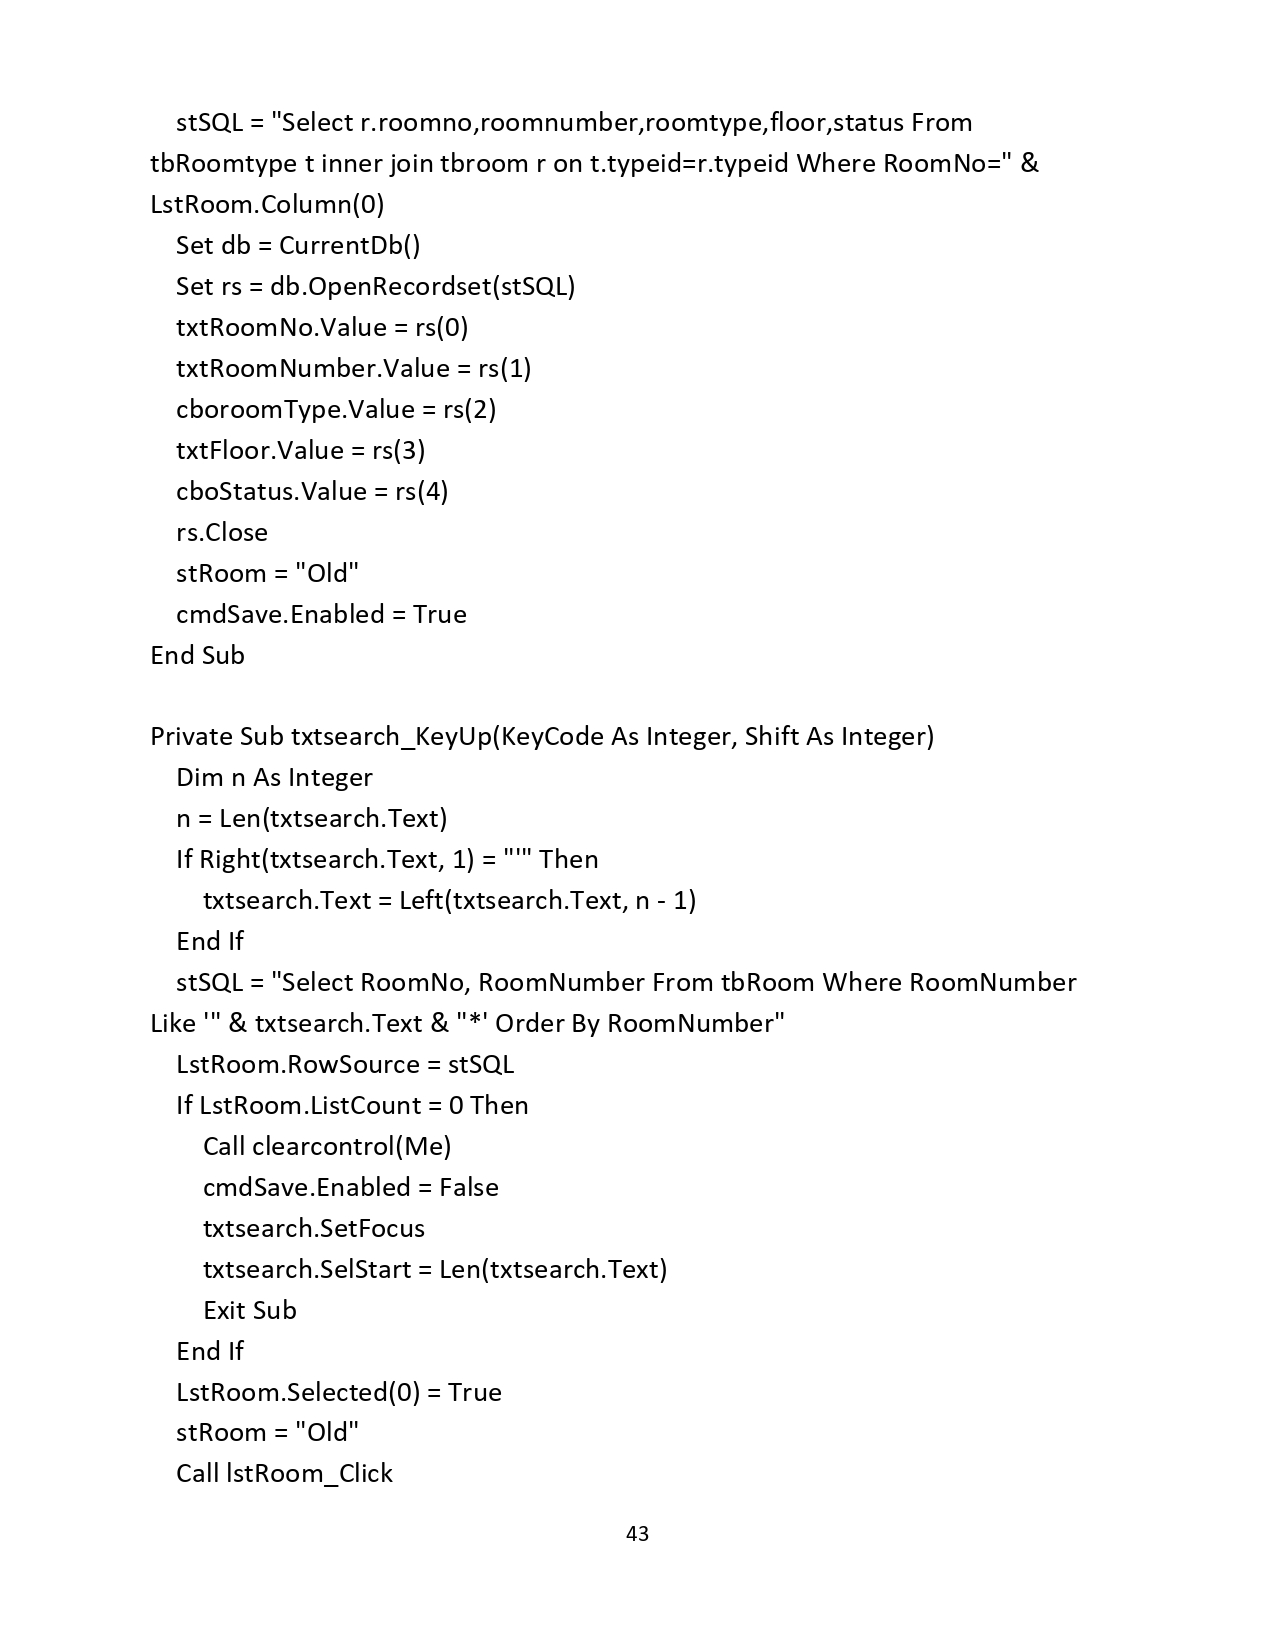 stSQL = "Select r.roomno,roomnumber,roomtype,floor,status From
tbRoomtype t inner join tbroom r on t.typeid=r.typeid Where RoomNo=" &
LstRoom.Column(0)
Set db = CurrentDb()
Set rs = db.OpenRecordset(stSQL)
txtRoomNo.Value = rs(0)
txtRoomNumber.Value = rs(1)
cboroomType.Value = rs(2)
txtFloor.Value = rs(3)
cboStatus.Value = rs(4)
rs.Close
stRoom = "Old"
cmdSave.Enabled = True
End Sub
Private Sub txtsearch_KeyUp(KeyCode As Integer, Shift As Integer)
Dim n As Integer
n = Len(txtsearch.Text)
If Right(txtsearch.Text, 1) = "'" Then
txtsearch.Text = Left(txtsearch.Text, n - 1)
End If
stSQL = "Select RoomNo, RoomNumber From tbRoom Where RoomNumber
Like '" & txtsearch.Text & "*' Order By RoomNumber"
LstRoom.RowSource = stSQL
If LstRoom.ListCount = 0 Then
Call clearcontrol(Me)
cmdSave.Enabled = False
txtsearch.SetFocus
txtsearch.SelStart = Len(txtsearch.Text)
Exit Sub
End If
LstRoom.Selected(0) = True
stRoom = "Old"
Call lstRoom_Click
43